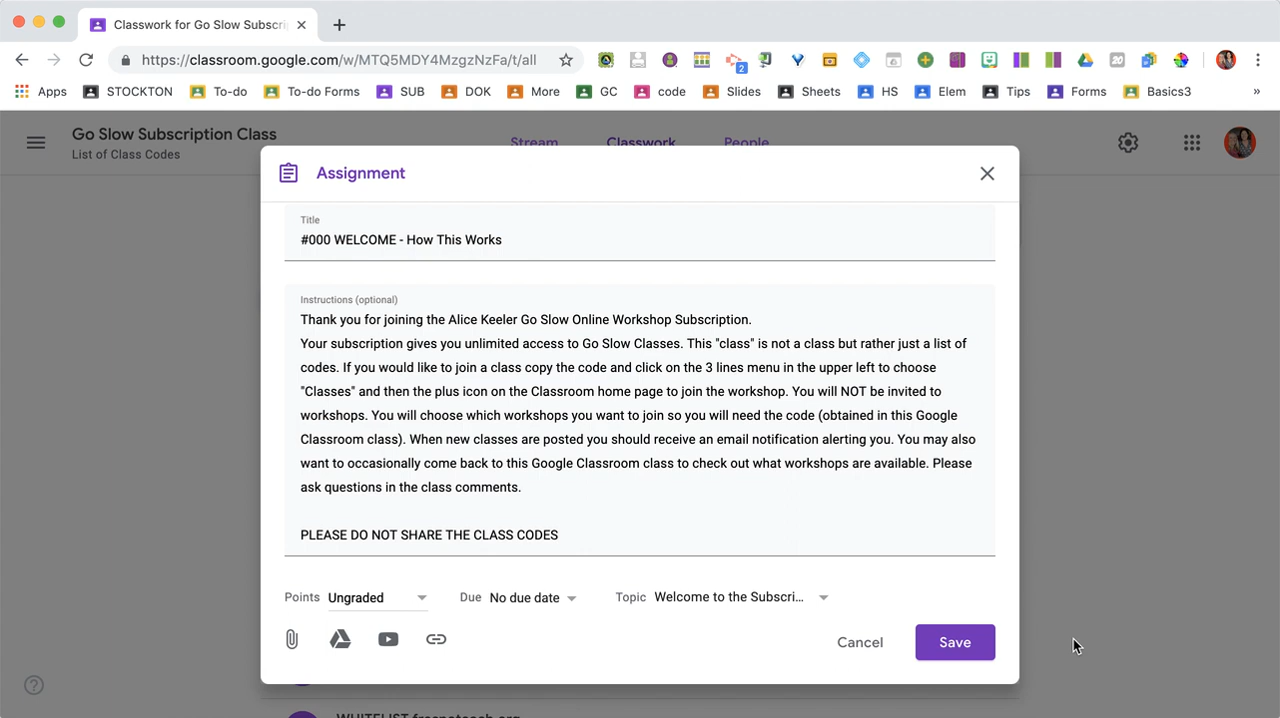 Classwork for Go Slow Subscri
https://classroom.google.com/w/MTQ5MDY4MzgzNzFa/t/all
2
20
Apps STOCKTON To-do To-do Forms SUB DOK More GC code Slides Sheets HS Elem Tips Forms Basics3 »
Go Slow Subscription Class
List of Class Codes
Stream Classwork People
Assignment
Title
#000 WELCOME - How This Works
Instructions (optional)
Thank you for joining the Alice Keeler Go Slow Online Workshop Subscription.
Your subscription gives you unlimited access to Go Slow Classes. This "class" is not a class but rather just a list of
codes. If you would like to join a class copy the code and click on the 3 lines menu in the upper left to choose
"Classes" and then the plus icon on the Classroom home page to join the workshop. You will NOT be invited to
workshops. You will choose which workshops you want to join so you will need the code (obtained in this Google
Classroom class). When new classes are posted you should receive an email notification alerting you. You may also
want to occasionally come back to this Google Classroom class to check out what workshops are available. Please
ask questions in the class comments.
PLEASE DO NOT SHARE THE CLASS CODES
Points Ungraded Due No due date Topic Welcome to the Subscri...
Cancel Save
WHITELIST fresnoteach.org